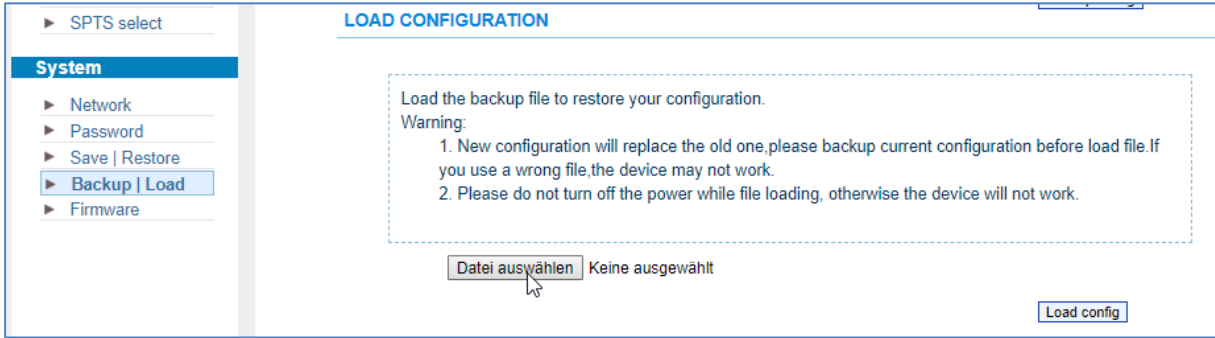 SPTS select
System
Network
Password
Save | Restore
Backup | Load
Firmware
LOAD CONFIGURATION
Load the backup file to restore your configuration.
Warning:
1. New configuration will replace the old one,please backup current configuration before load file.If
you use a wrong file,the device may not work.
2. Please do not turn off the power while file loading, otherwise the device will not work.
Datei auswählen Keine ausgewählt
Load config